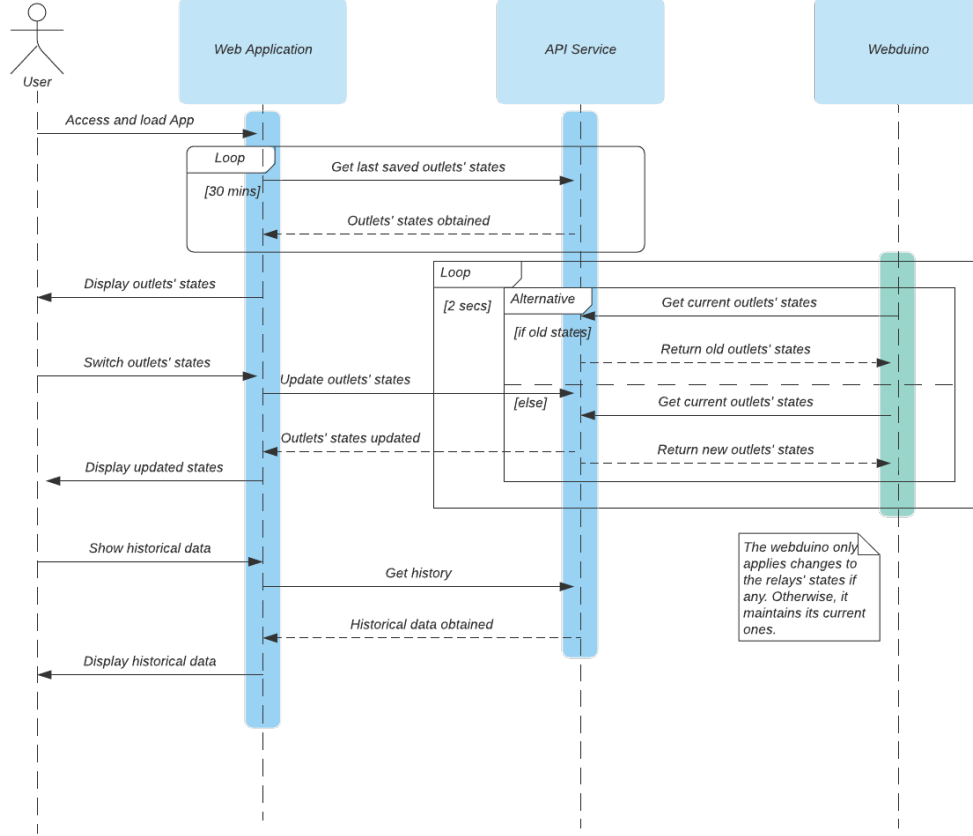 User
Web Application
API Service
Webduino
Access and load App
Loop
[30 mins]
Get last saved outlets' states
Outlets' states obtained
Display outlets' states
Loop
[2 secs]
Alternative
[if old states]
Get current outlets' states
Return old outlets' states
Switch outlets' states
Update outlets' states
[else]
Get current outlets' states
Outlets' states updated
Return new outlets' states
Display updated states
Show historical data
Get history
The webduino only
applies changes to
the relays' states if
any. Otherwise, it
maintains its current
ones.
Historical data obtained
Display historical data